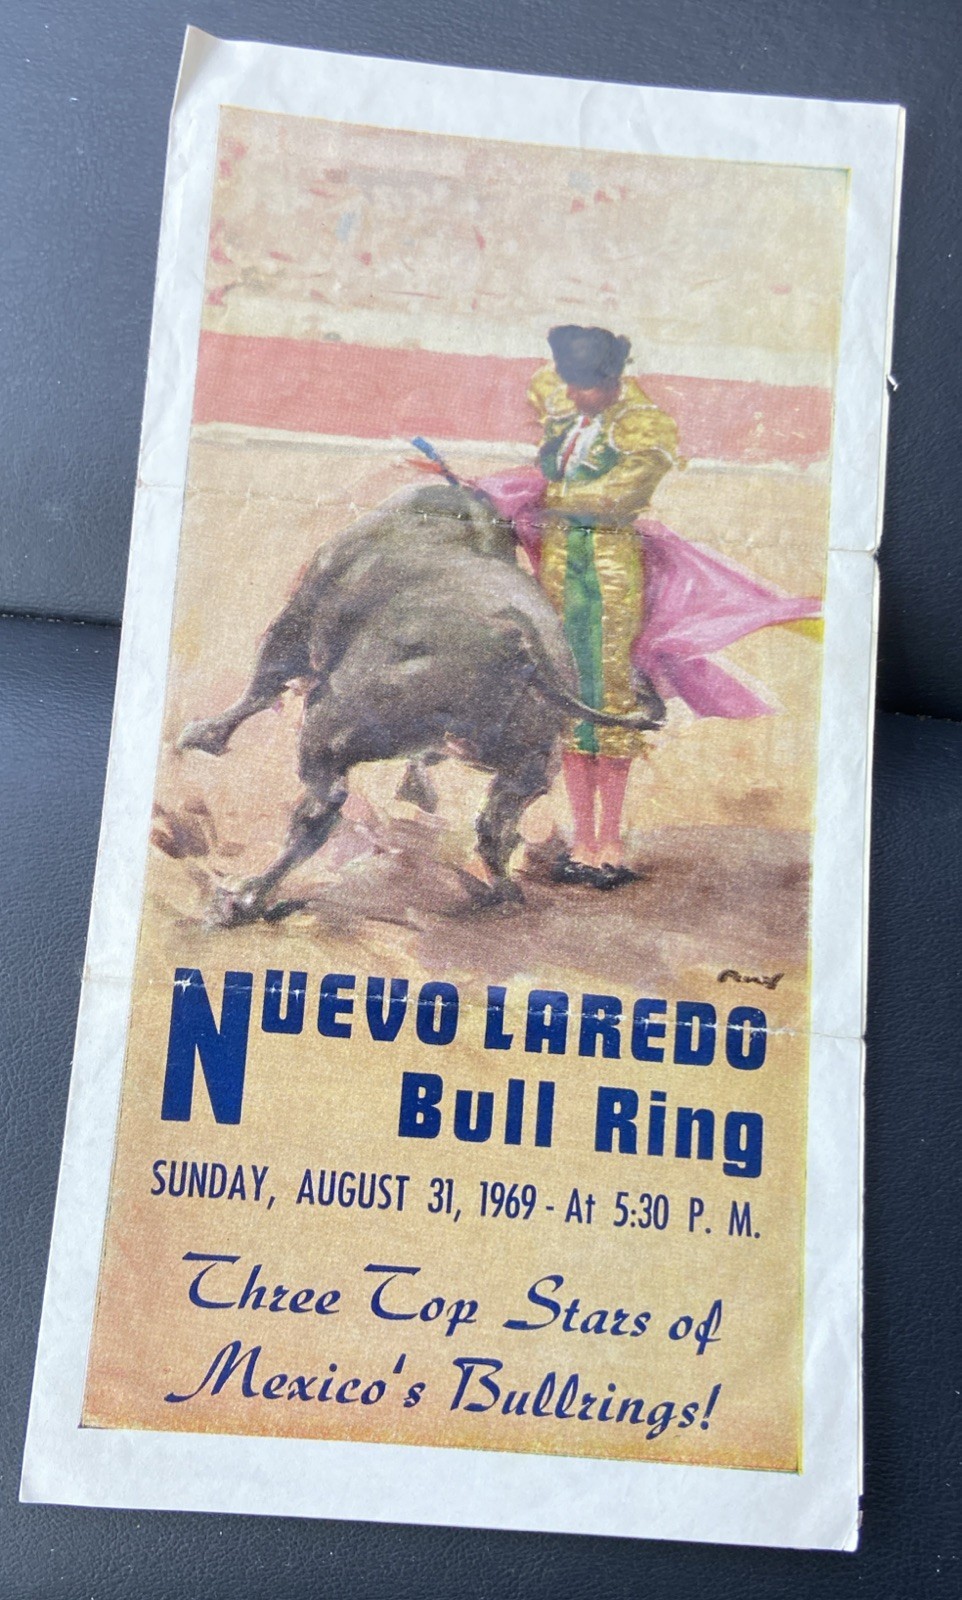 NUEVO LAREDO
Bull Ring
SUNDAY, AUGUST 31, 1969 - At 5:30 P. M.
Three Top Stars of
Mexico's Bullrings!